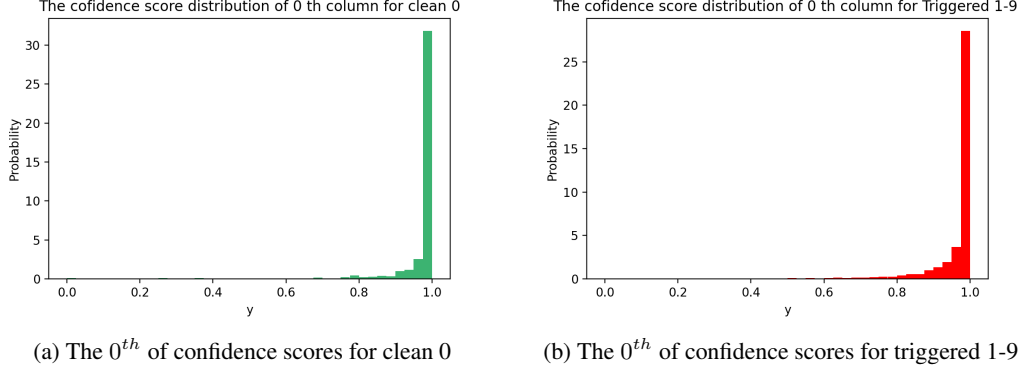 The cofidence score distribution of 0 th column for clean 0
Probability
30
25
20
15
10
5
0
0.0 0.2 0.4 0.6 0.8 1.0
y
(a) The 0^th of confidence scores for clean 0
The cofidence score distribution of 0 th column for Triggered 1-9
Probability
25
20
15
10
5
0
0.0 0.2 0.4 0.6 0.8 1.0
y
(b) The 0^th of confidence scores for triggered 1-9